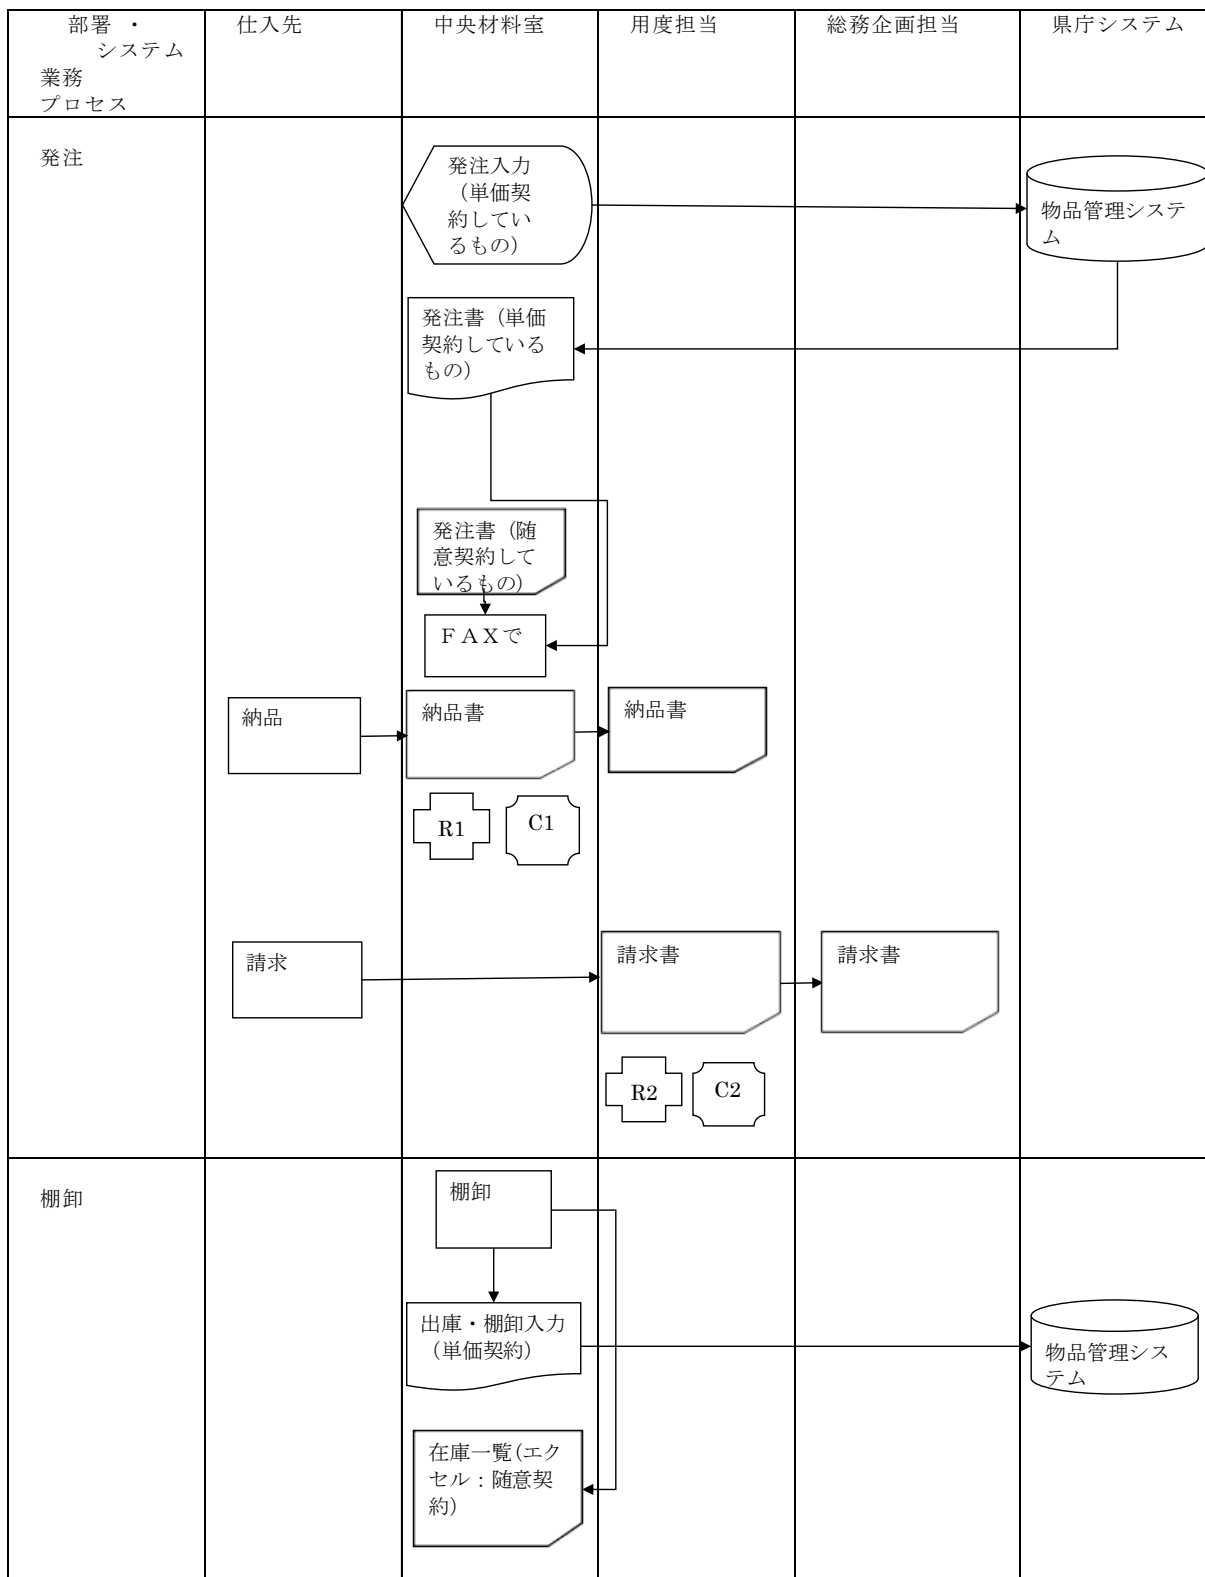 部署 ・
システム
業務
プロセス
仕入先
中央材料室
用度担当
総務企画担当
県庁システム
発注
発注入力
（単価契
約してい
るもの）
物品管理システ
ム
発注書（単価
契約している
もの）
発注書（随
意契約して
いるもの）
ＦＡＸで
納品
納品書
納品書
R1
C1
請求
請求書
請求書
R2
C2
棚卸
棚卸
出庫・棚卸入力
（単価契約）
物品管理シス
テム
在庫一覧（エク
セル：随意契
約）